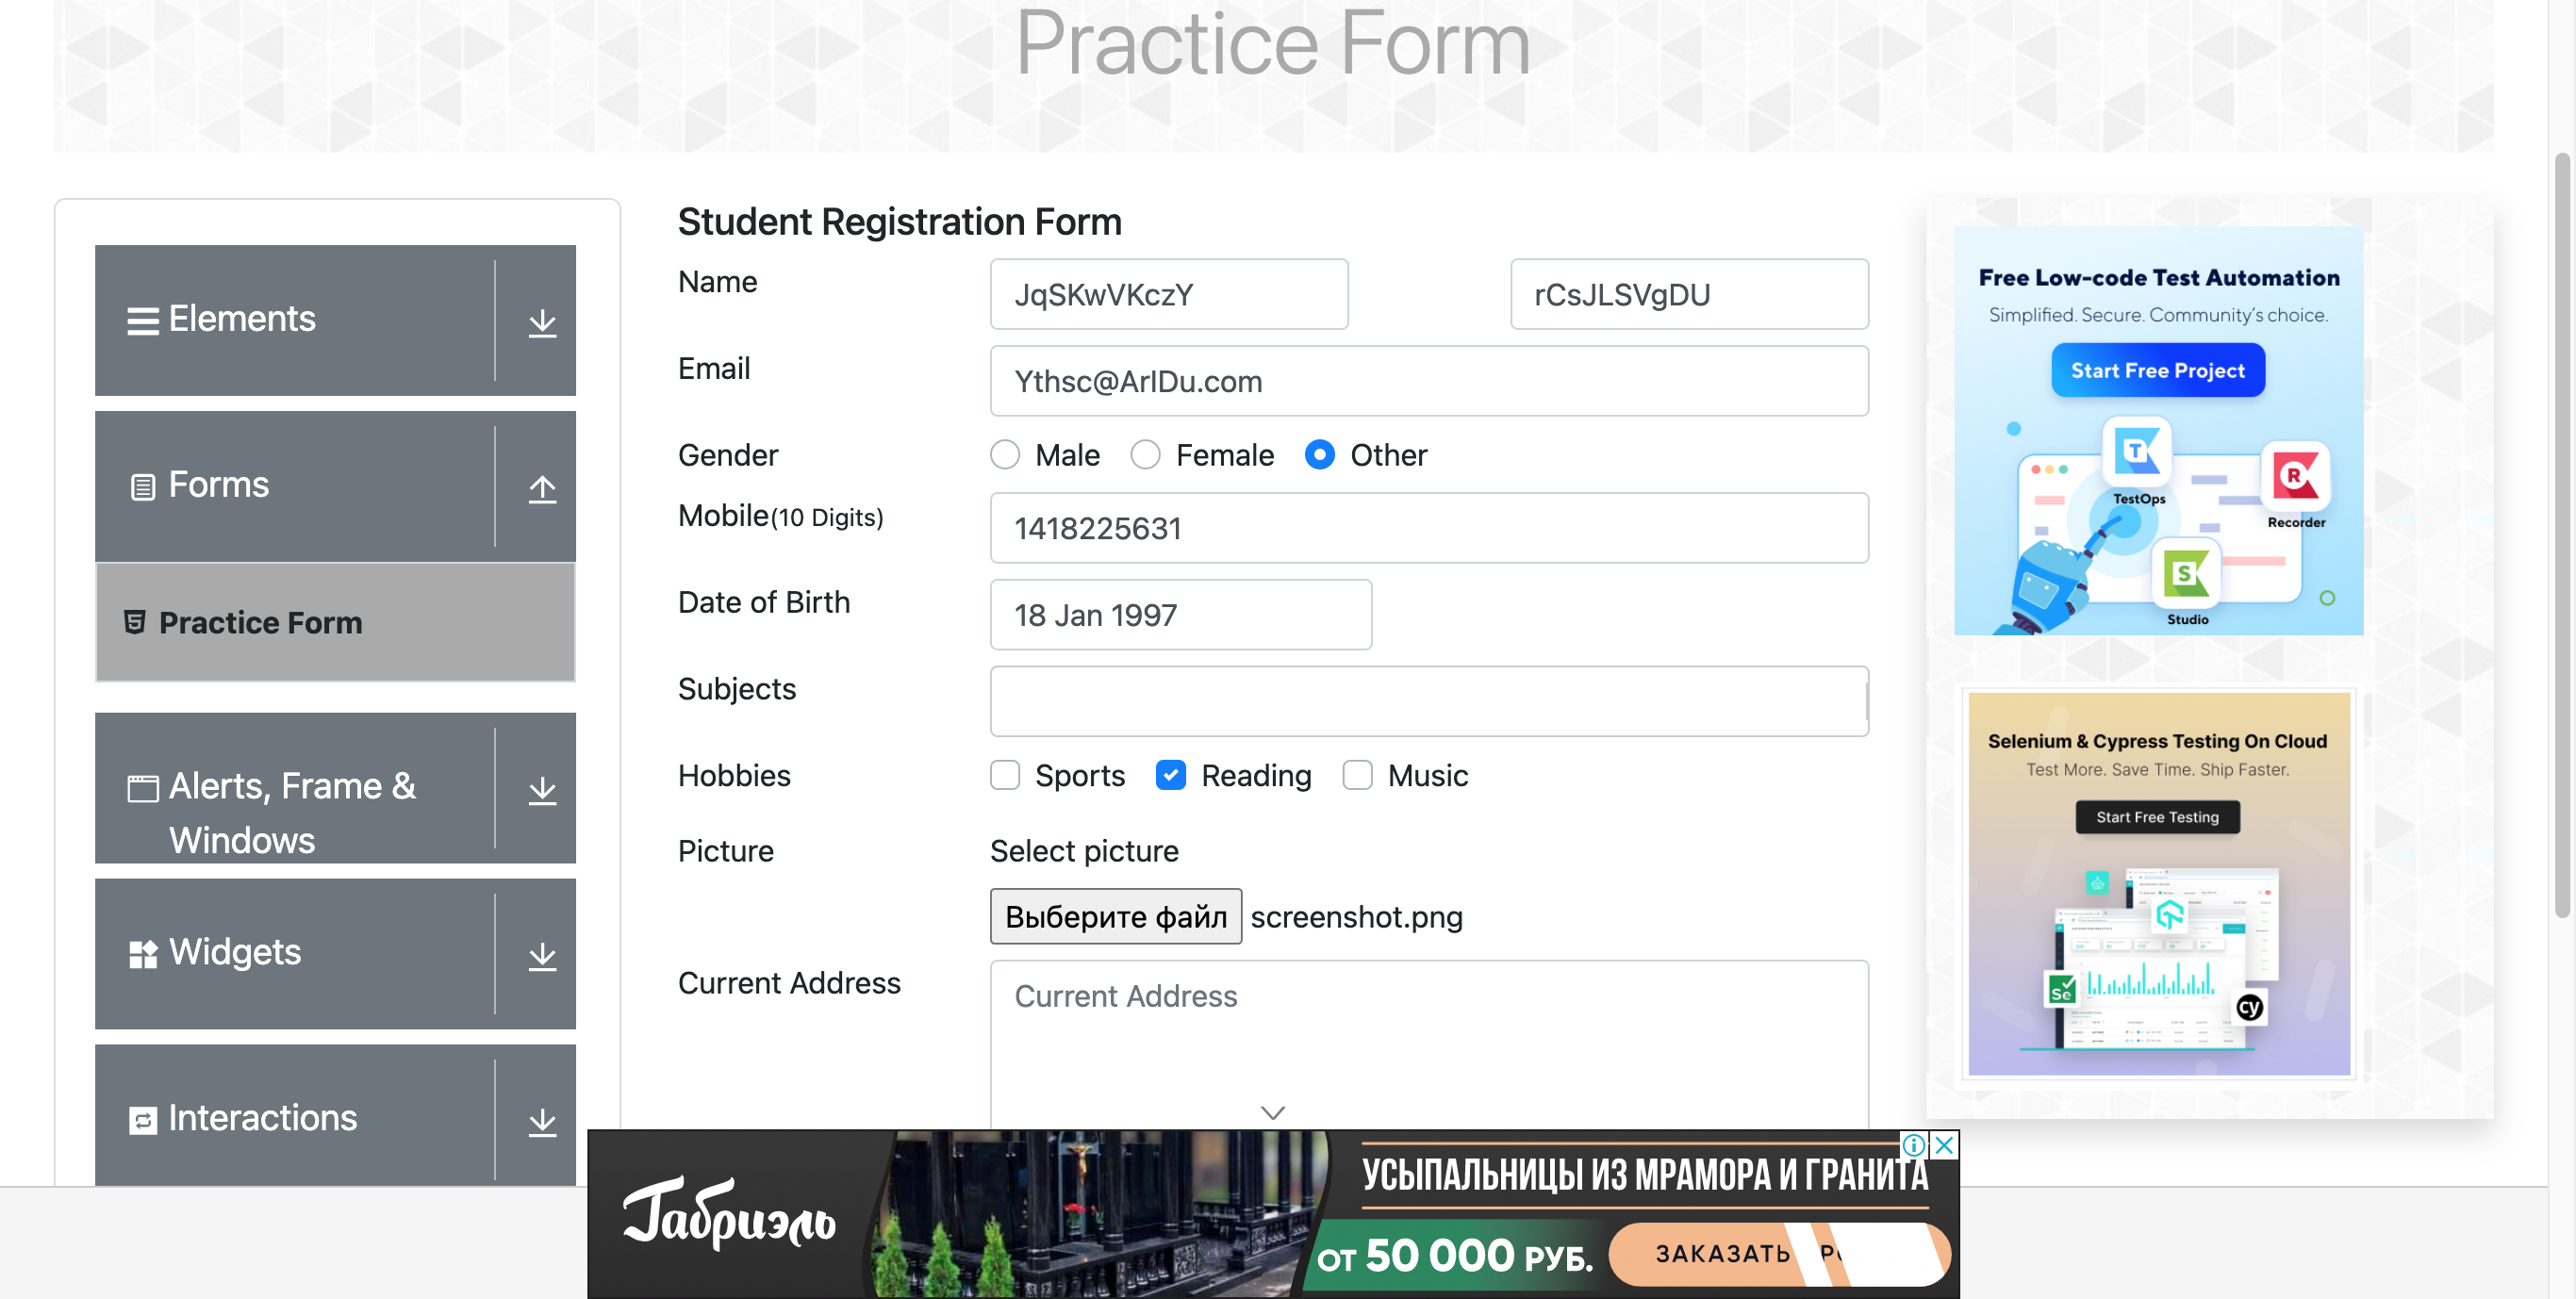 Practice Form
Elements
Forms
Practice Form
Alerts, Frame &
Windows
Widgets
Interactions
Student Registration Form
Name
JqSKwVKczY
rCsJLSVgDU
Email
Ythsc@ArIDu.com
Gender
Male
Female
Other
Mobile(10 Digits)
1418225631
Date of Birth
18 Jan 1997
Subjects
Hobbies
Sports
Reading
Music
Picture
Select picture
Выберите файл screenshot.png
Current Address
Current Address
Free Low-code Test Automation
Simplified. Secure. Community's choice.
Start Free Project
T
TestOps
R
Recorder
S
Studio
Selenium & Cypress Testing On Cloud
Test More. Save Time. Ship Faster.
Start Free Testing
Se
cy
Габриэль
УСЫПАЛЬНИЦЫ ИЗ МРАМОРА И ГРАНИТА
ОТ 50 000 РУБ.
ЗАКАЗАТЬ